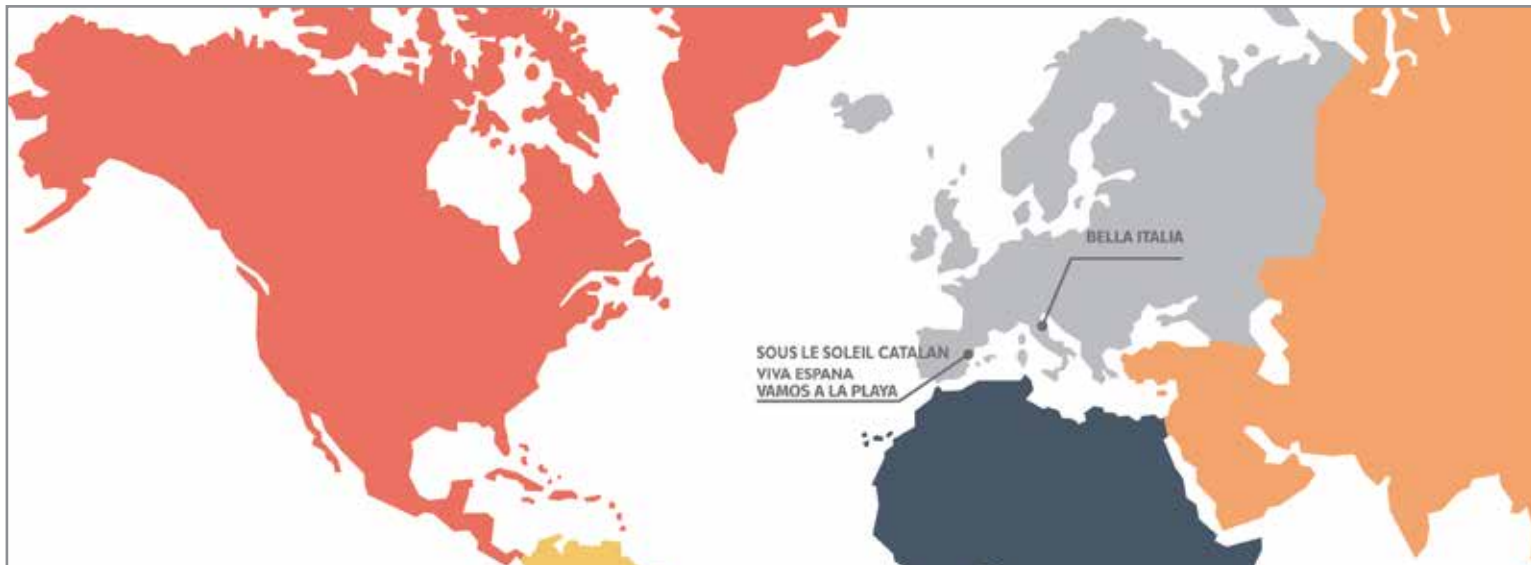 BELLA ITALIA
SOUS LE SOLEIL CATALAN
VIVA ESPANA
VAMOS A LA PLAYA